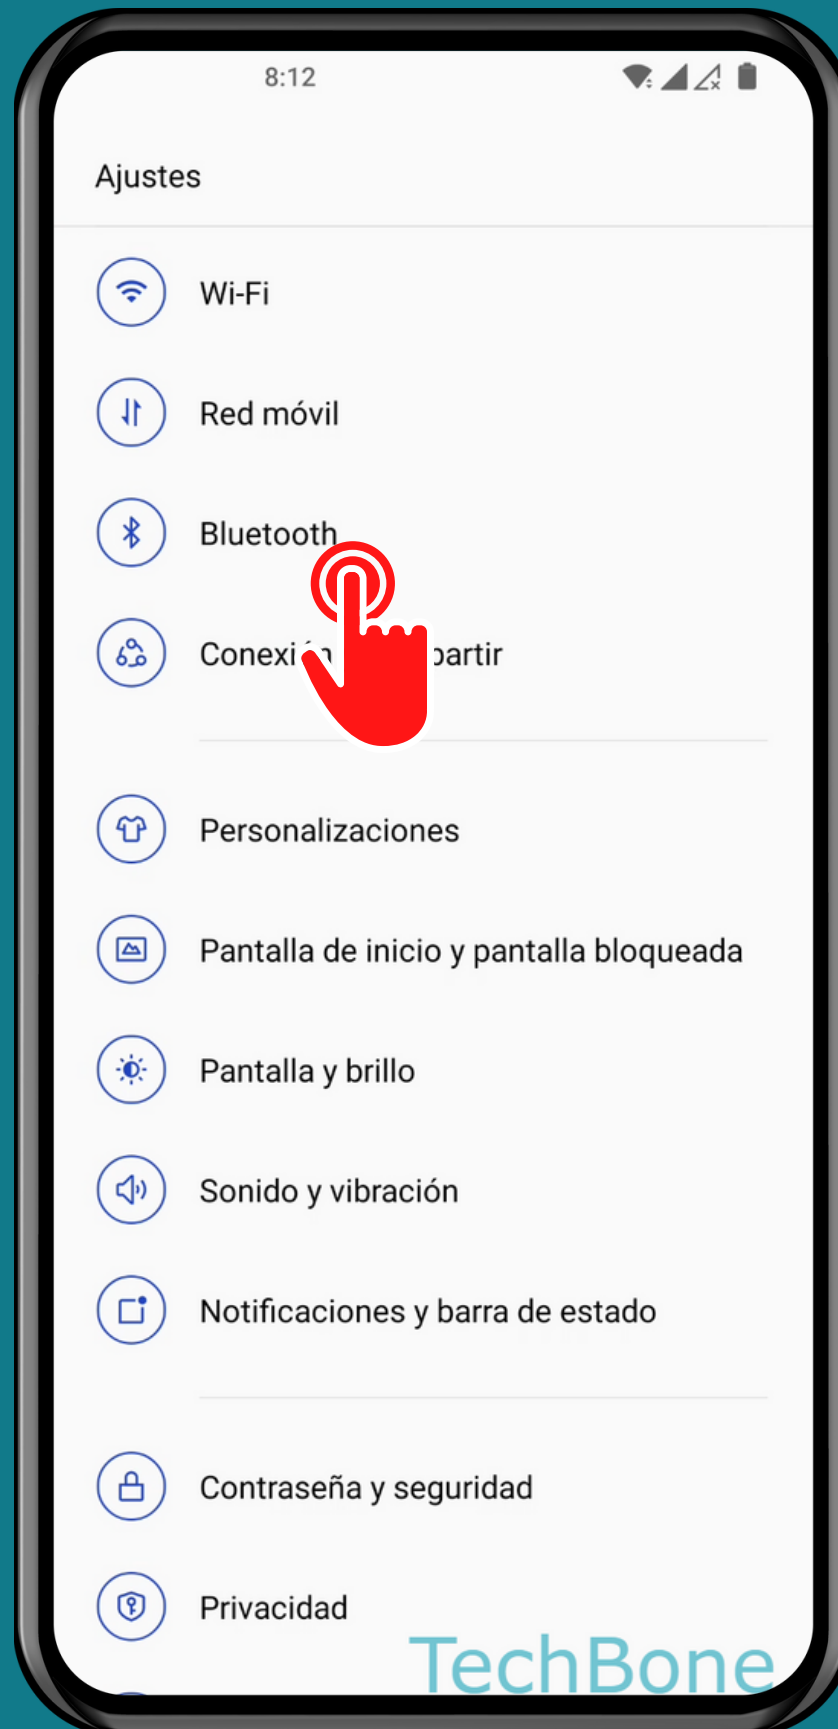 8:12
Ajustes
Wi-Fi
Red móvil
Bluetooth
Personalizaciones
Pantalla de inicio y pantalla bloqueada
Pantalla y brillo
Sonido y vibración
Notificaciones y barra de estado
Contraseña y seguridad
Privacidad
TechBone